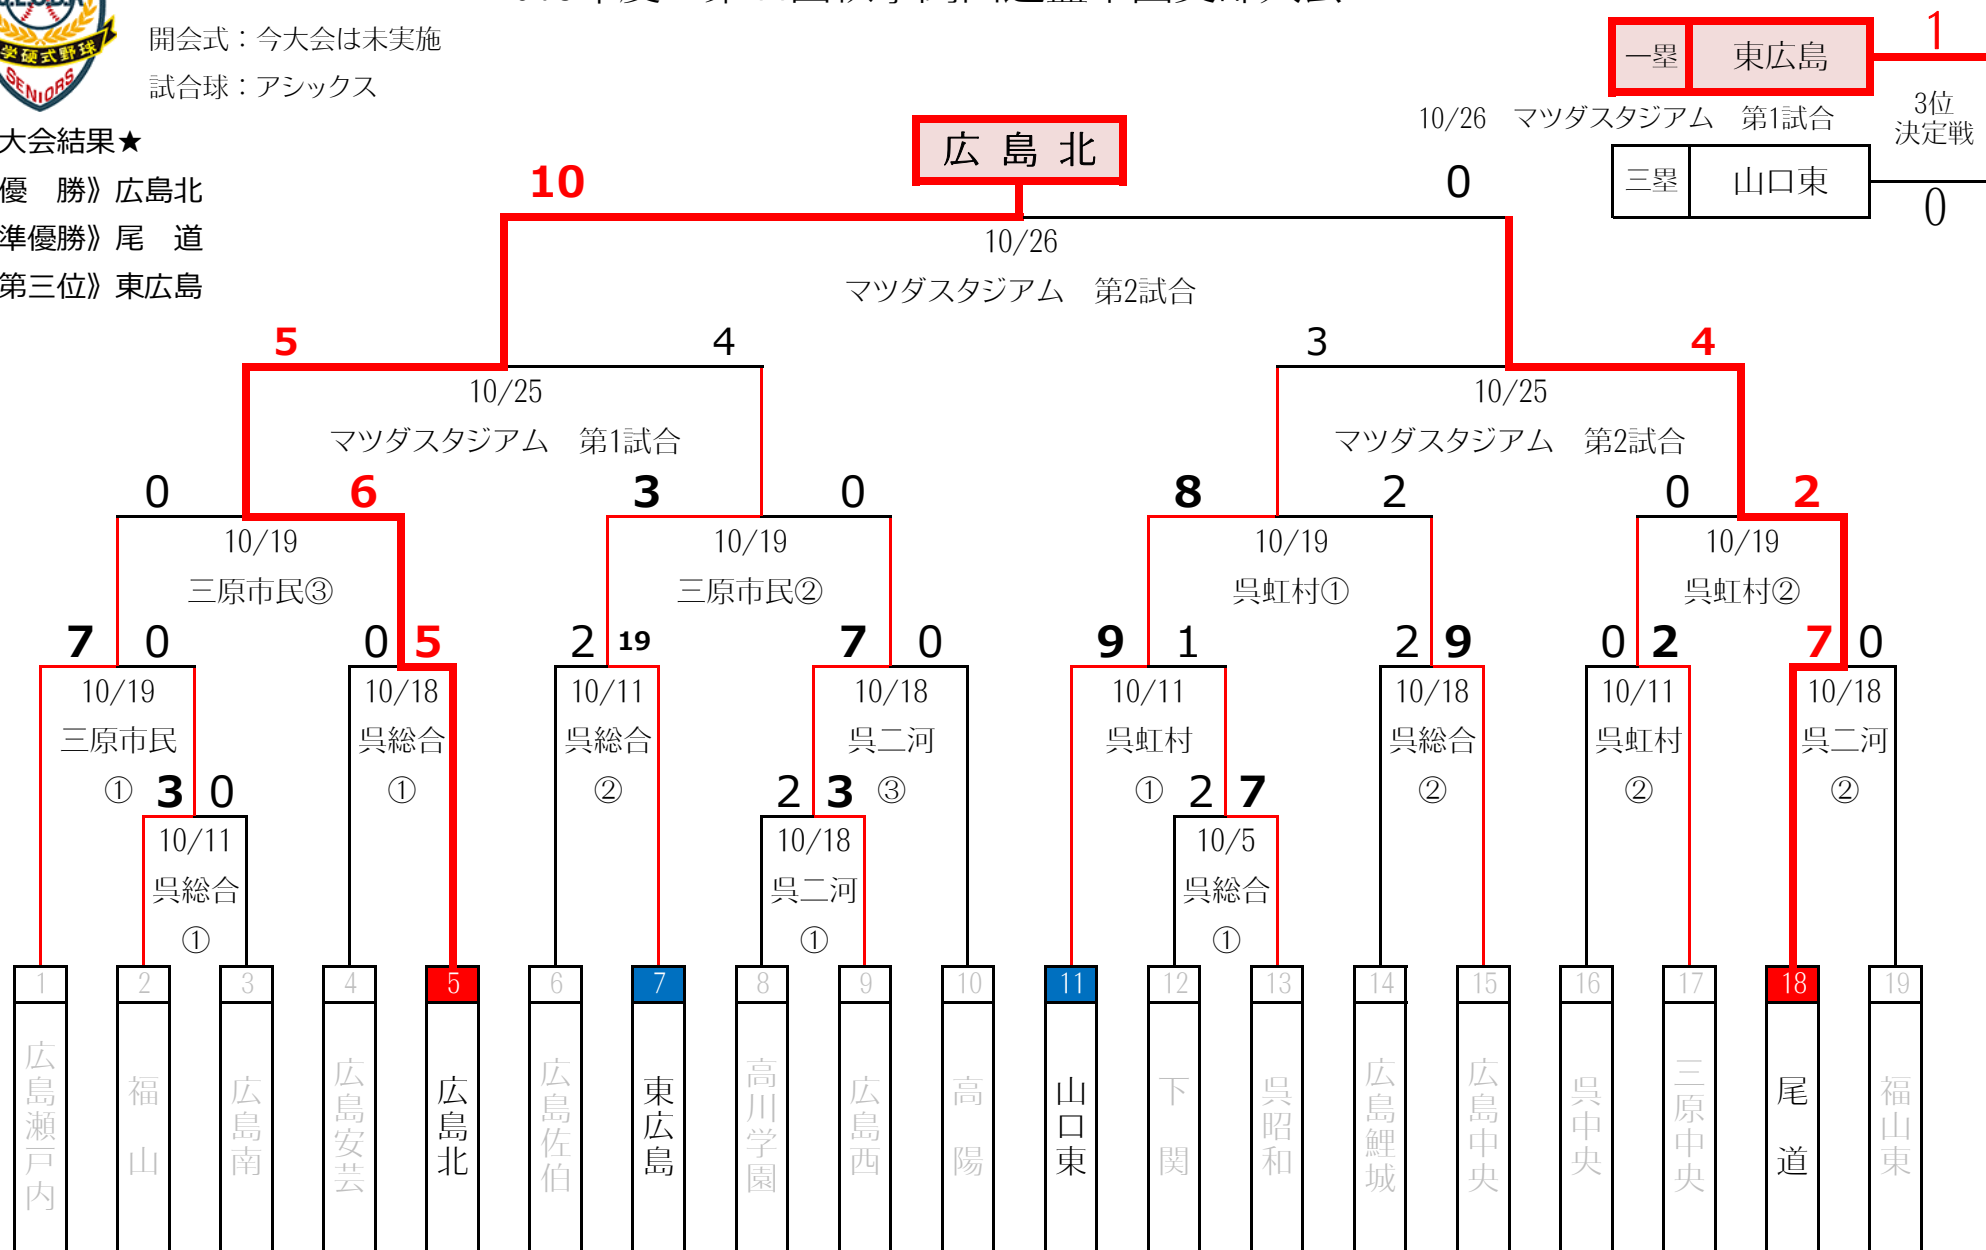 学硬式野球
SENIORS
開会式：今大会は未実施
試合球：アシックス
大会結果★
優　勝》広島北
準優勝》尾　道
第三位》東広島
一塁 東広島 1
10/26　マツダスタジアム　第1試合
3位
決定戦
三塁 山口東 0
広島北
10 0
10/26
マツダスタジアム　第2試合
5 4 3 4
10/25 10/25
マツダスタジアム　第1試合 マツダスタジアム　第2試合
0 6 3 0 8 2 0 2
10/19 10/19 10/19 10/19
三原市民③ 三原市民② 呉虹村① 呉虹村②
7 0 0 5 2 19 7 0 9 1 2 9 0 2 7 0
10/19 10/18 10/11 10/18 10/11 10/18 10/11 10/18
三原市民 呉総合 呉総合 呉二河 呉虹村 呉総合 呉虹村 呉二河
① ① ② ③ ① ② ② ②
3 0 2 3 2 7
10/11 10/18 10/5
呉総合 呉二河 呉総合
① ① ①
1 2 3 4 5 6 7 8 9 10 11 12 13 14 15 16 17 18 19
広島瀬戸内
福山
広島南
広島安芸
広島北
広島佐伯
東広島
高川学園
広島西
高陽
山口東
下関
呉昭和
広島鯉城
広島中央
呉中央
三原中央
尾道
福山東